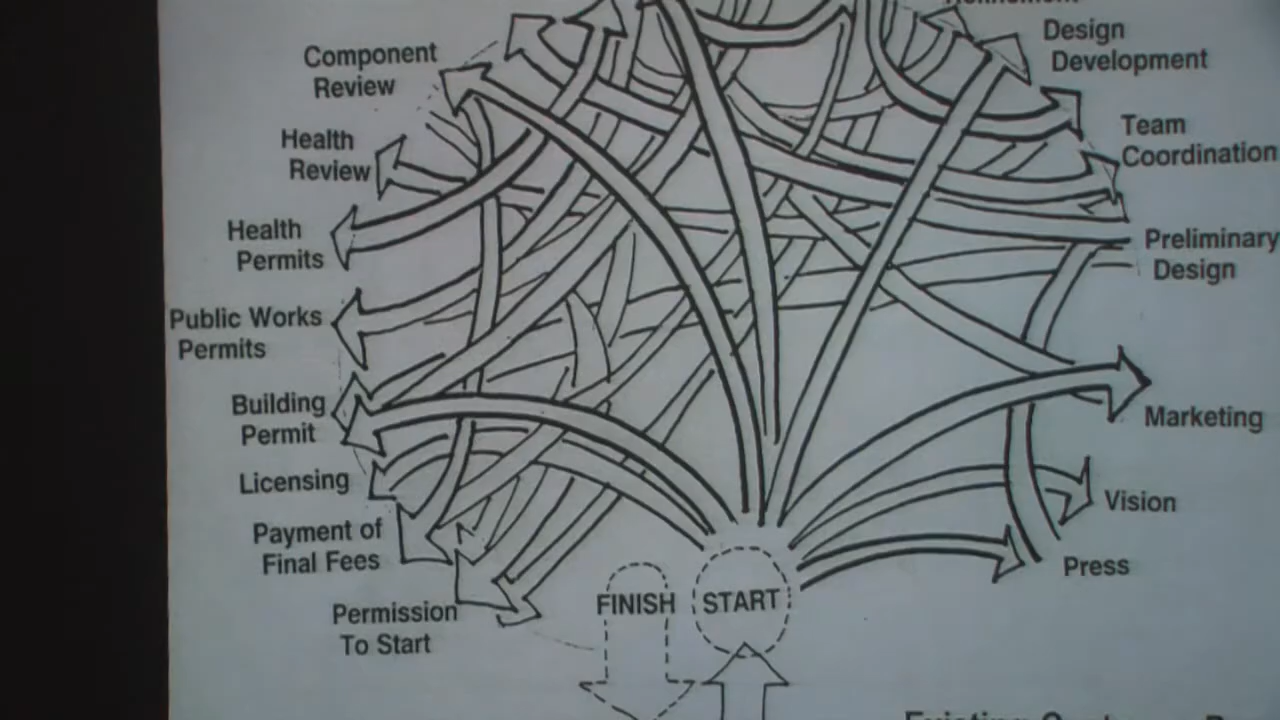 Design
Development
Component
Review
Team
Coordination
Health
Review
Health
Permits
Preliminary
Design
Public Works
Permits
Building
Permit
Marketing
Licensing
Vision
Payment of
Final Fees
Press
FINISH
START
Permission
To Start